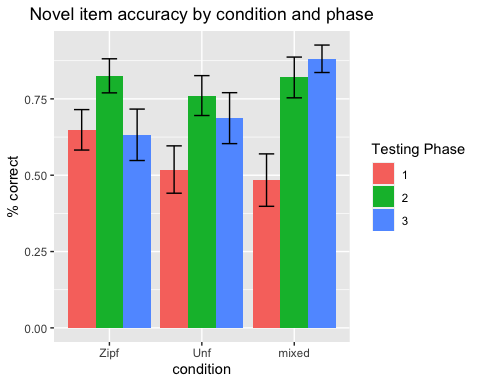 Novel item accuracy by condition and phase
% correct
0.75
0.50
0.25
0.00
Zipf Unf mixed
condition
Testing Phase
1
2
3